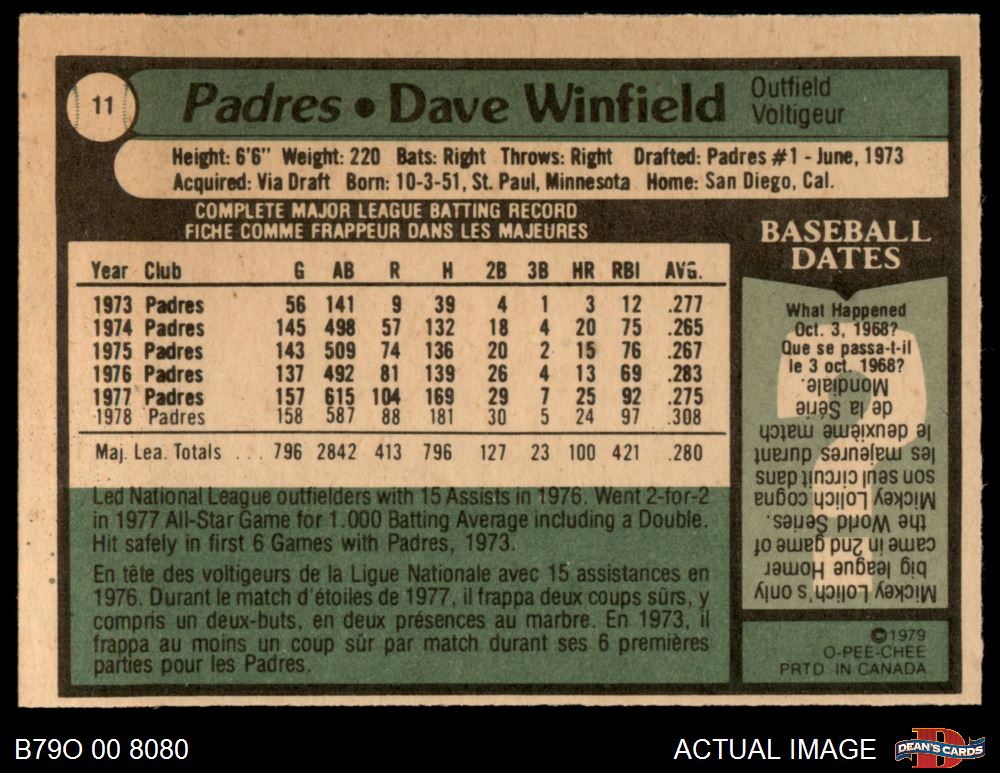 11
Padres • Dave Winfield
Outfield
Voltigeur
Height: 6'6" Weight: 220 Bats: Right Throws: Right Drafted: Padres #1 - June, 1973
Acquired: Via Draft Born: 10-3-51, St. Paul, Minnesota Home: San Diego, Cal.
COMPLETE MAJOR LEAGUE BATTING RECORD
FICHE COMME FRAPPEUR DANS LES MAJEURES
Year Club G AB R H 2B 3B HR RBI AVG.
1973 Padres 56 141 9 39 4 1 3 12 .277
1974 Padres 145 498 57 132 18 4 20 75 .265
1975 Padres 143 509 74 136 20 2 15 76 .267
1976 Padres 137 492 81 139 26 4 13 69 .283
1977 Padres 157 615 104 169 29 7 25 92 .275
1978 Padres 158 587 88 181 30 5 24 97 .308
Maj. Lea. Totals ... 796 2842 413 796 127 23 100 421 .280
Led National League outfielders with 15 Assists in 1976. Went 2-for-2
in 1977 All-Star Game for 1.000 Batting Average including a Double.
Hit safely in first 6 Games with Padres, 1973.
En tête des voltigeurs de la Ligue Nationale avec 15 assistances en
1976. Durant le match d'étoiles de 1977, il frappa deux coups sûrs, y
compris un deux-buts, en deux présences au marbre. En 1973, il
frappa au moins un coup sûr par match durant ses 6 premières
parties pour les Padres.
BASEBALL
DATES
What Happened
Oct. 3, 1968?
Que se passa-t-il
le 3 oct. 1968?
Mickey Lolich's only
big league Homer
came in 2nd game of
the World Series.
Mickey Lolich cogna
son seul circuit dans
les majeures durant
le deuxième match
de la Série
Mondiale.
©1979
O-PEE-CHEE
PRTD IN CANADA
B79O 00 8080
ACTUAL IMAGE
D
DEAN'S CARDS